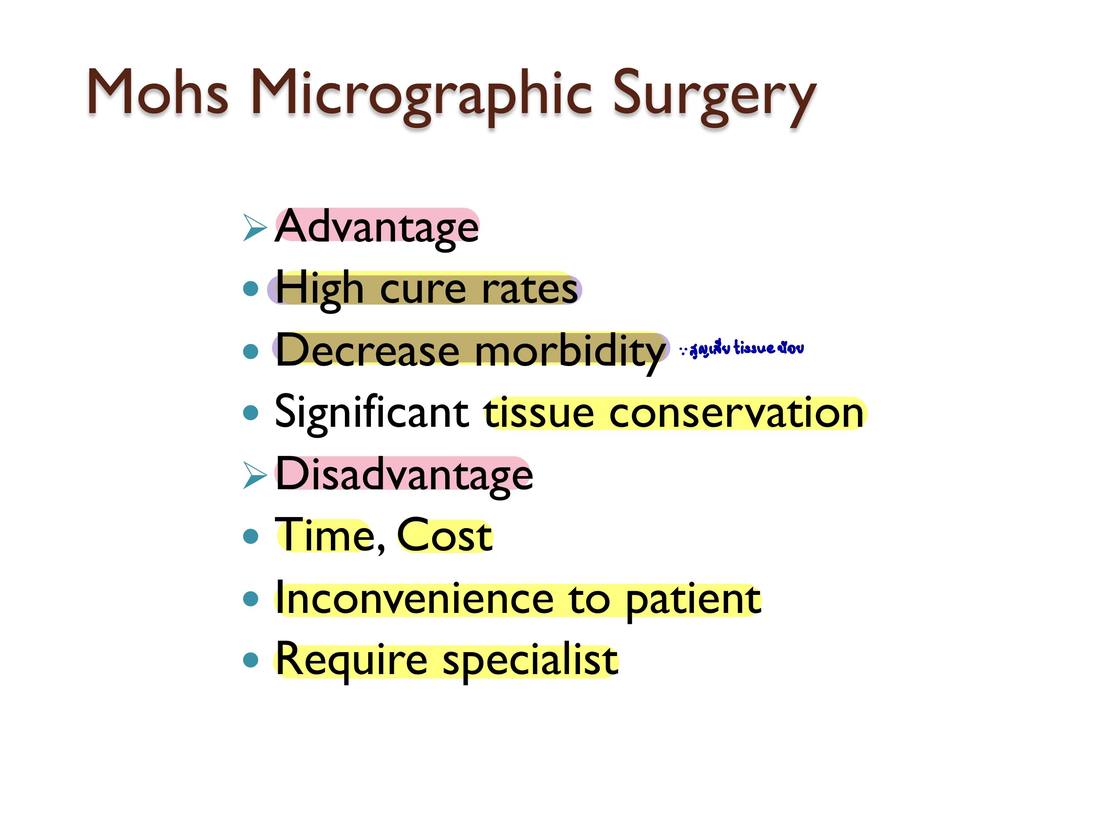 Mohs Micrographic Surgery
➢ Advantage
• High cure rates
• Decrease morbidity ∵ สูญเสีย tissue น้อย
• Significant tissue conservation
➢ Disadvantage
• Time, Cost
• Inconvenience to patient
• Require specialist